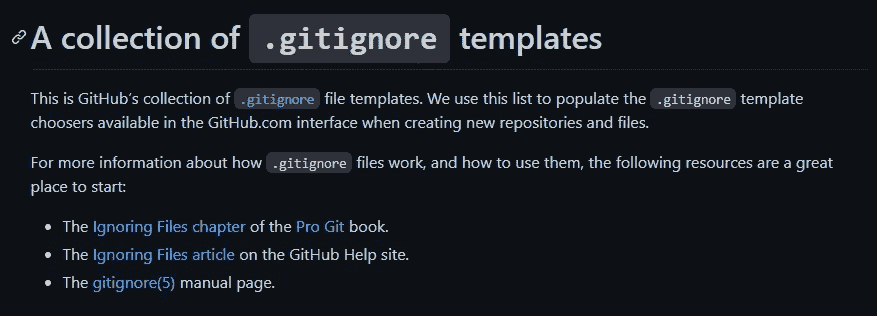 A collection of .gitignore templates
This is GitHub's collection of .gitignore file templates. We use this list to populate the .gitignore template
choosers available in the GitHub.com interface when creating new repositories and files.
For more information about how .gitignore files work, and how to use them, the following resources are a great
place to start:
• The Ignoring Files chapter of the Pro Git book.
• The Ignoring Files article on the GitHub Help site.
• The gitignore(5) manual page.